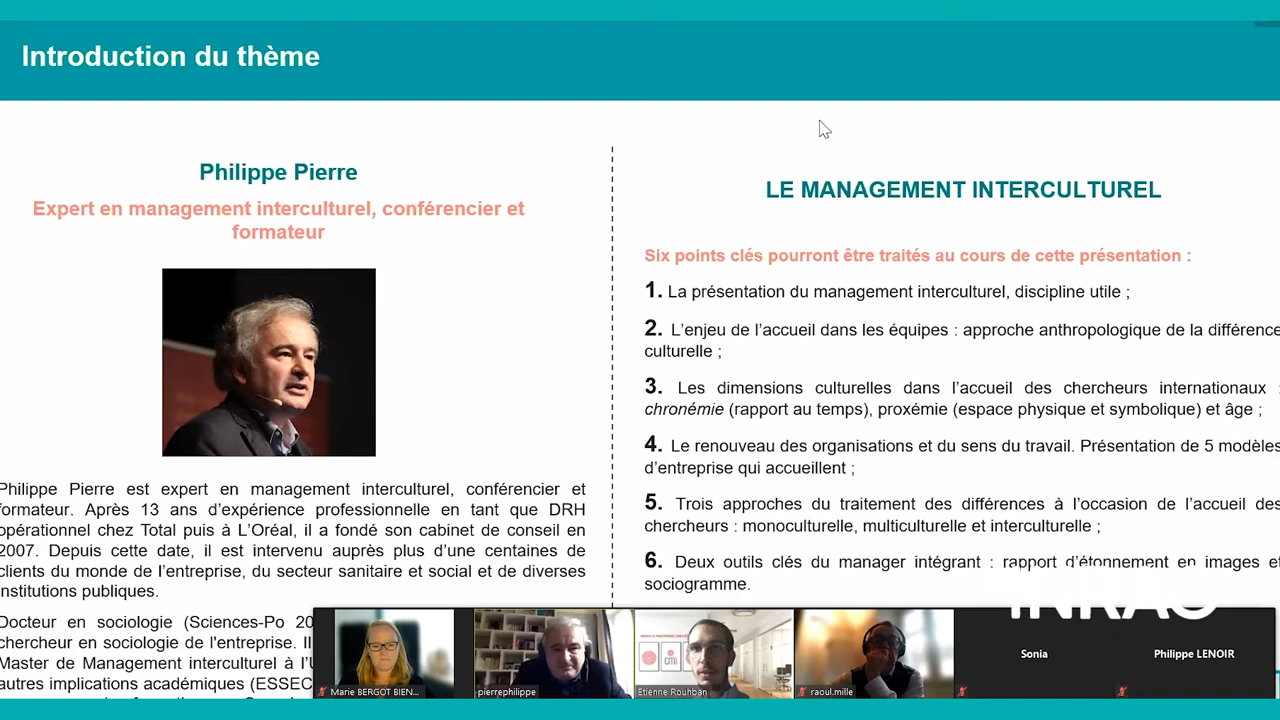 Introduction du thème
Philippe Pierre
Expert en management interculturel, conférencier et
formateur
Philippe Pierre est expert en management interculturel, conférencier et
formateur. Après 13 ans d'expérience professionnelle en tant que DRH
opérationnel chez Total puis à L'Oréal, il a fondé son cabinet de conseil en
2007. Depuis cette date, il est intervenu auprès plus d'une centaines de
clients du monde de l'entreprise, du secteur sanitaire et social et de diverses
institutions publiques.
Docteur en sociologie (Sciences-Po 20
chercheur en sociologie de l'entreprise. Il
Master de Management interculturel à l'U
autres implications académiques (ESSEC
LE MANAGEMENT INTERCULTUREL
Six points clés pourront être traités au cours de cette présentation :
1. La présentation du management interculturel, discipline utile ;
2. L'enjeu de l'accueil dans les équipes : approche anthropologique de la différence
culturelle ;
3. Les dimensions culturelles dans l'accueil des chercheurs internationaux :
chronémie (rapport au temps), proxémie (espace physique et symbolique) et âge ;
4. Le renouveau des organisations et du sens du travail. Présentation de 5 modèles
d'entreprise qui accueillent ;
5. Trois approches du traitement des différences à l'occasion de l'accueil des
chercheurs : monoculturelle, multiculturelle et interculturelle ;
6. Deux outils clés du manager intégrant : rapport d'étonnement en images et
sociogramme.
INRAE
cmi
Marie BERGOT BIEN...
pierrephilippe
Etienne Rouhban
raoul.mille
Sonia
Philippe LENOIR